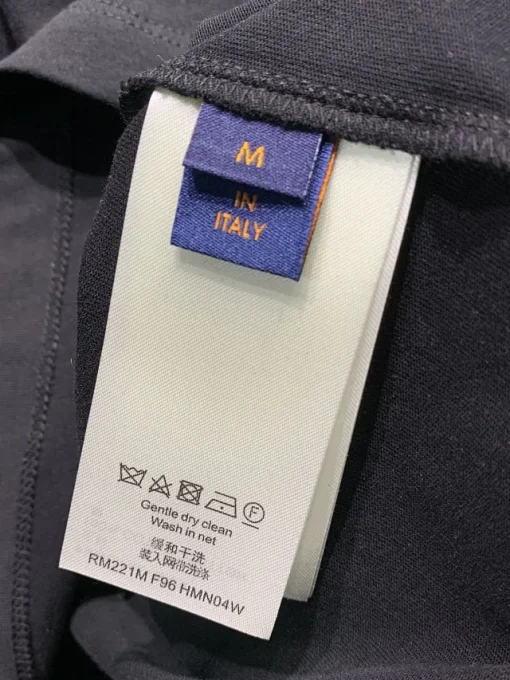 M
IN
ITALY
F
Gentle dry clean
Wash in net
缓和干洗
装入网带洗涤
RM221M F96 HMN04W